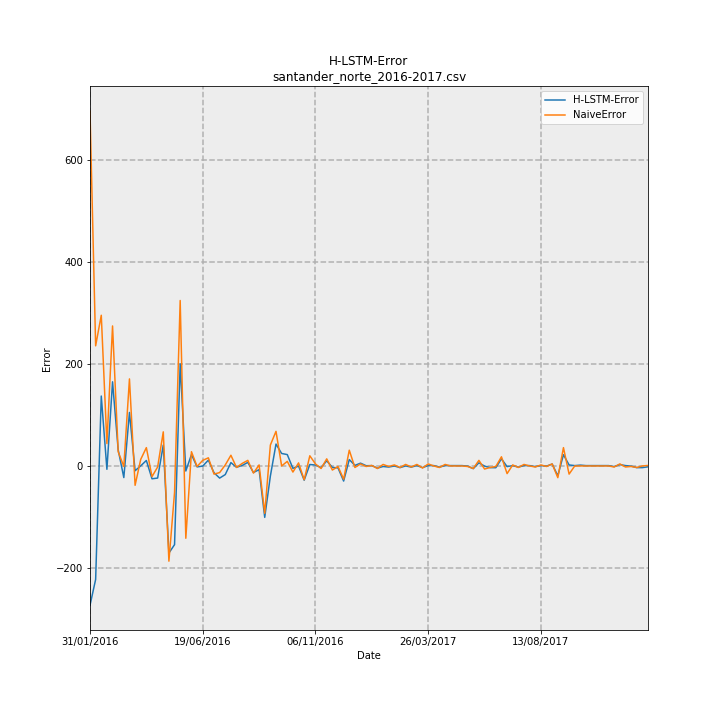 H-LSTM-Error
santander_norte_2016-2017.csv
H-LSTM-Error
NaiveError
600
400
200
0
−200
Error
31/01/2016 19/06/2016 06/11/2016 26/03/2017 13/08/2017
Date